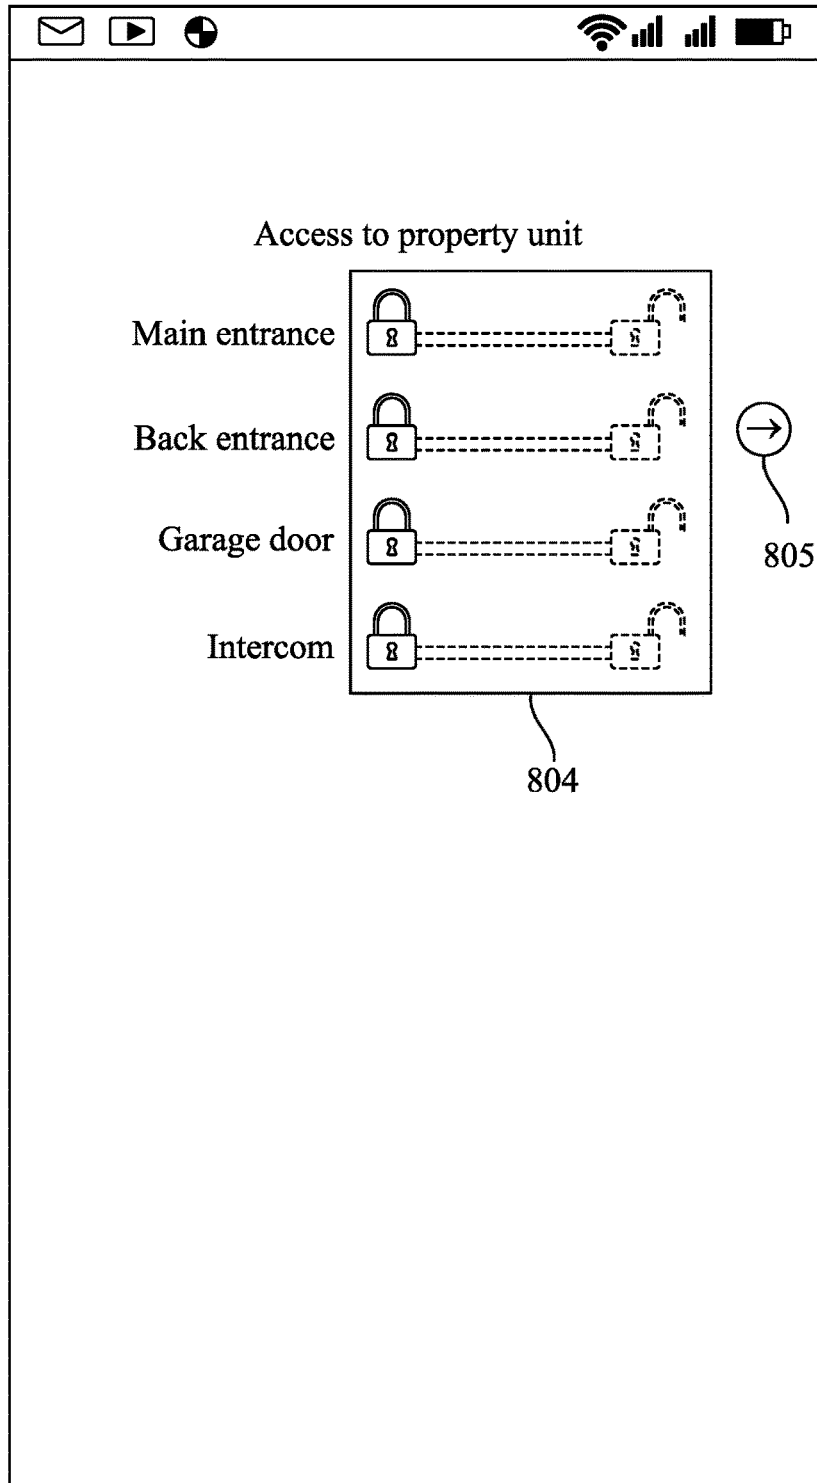 Access to property unit
Main entrance
Back entrance
805
Garage door
Intercom
804